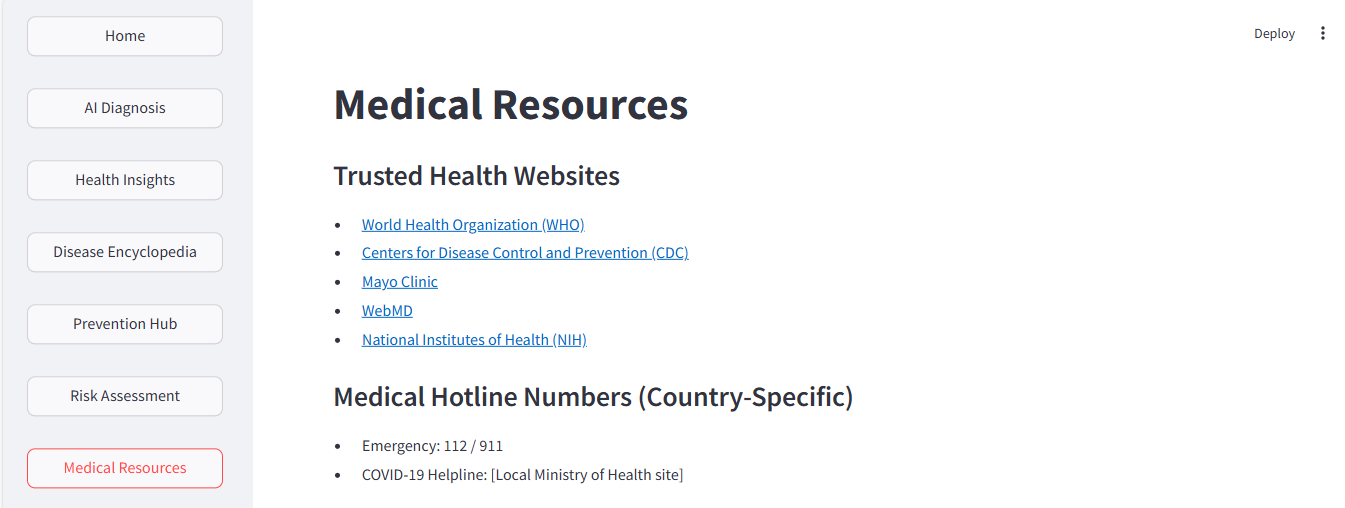 Home
AI Diagnosis
Health Insights
Disease Encyclopedia
Prevention Hub
Risk Assessment
Medical Resources
Deploy
Medical Resources
Trusted Health Websites
World Health Organization (WHO)
Centers for Disease Control and Prevention (CDC)
Mayo Clinic
WebMD
National Institutes of Health (NIH)
Medical Hotline Numbers (Country-Specific)
Emergency: 112 / 911
COVID-19 Helpline: [Local Ministry of Health site]